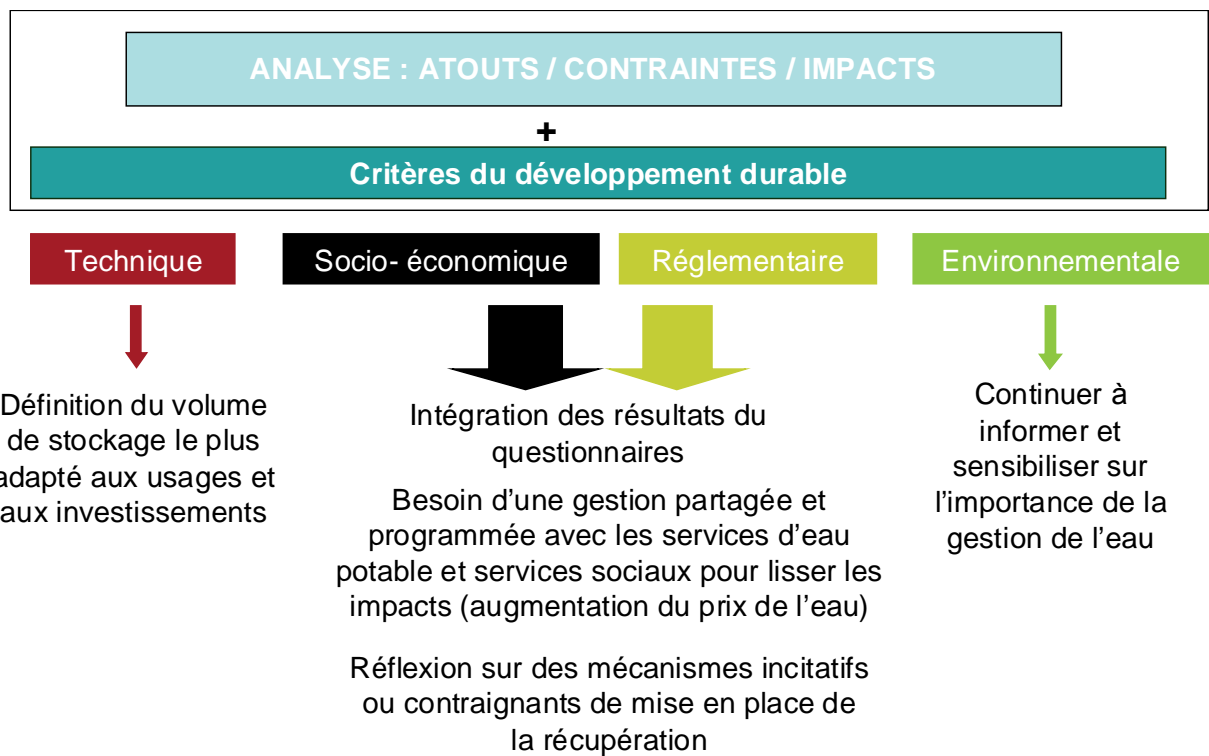 ANALYSE : ATOUTS / CONTRAINTES / IMPACTS
+
Critères du développement durable
Technique
Socio- économique
Réglementaire
Environnementale
Définition du volume
de stockage le plus
adapté aux usages et
aux investissements
Intégration des résultats du
questionnaires
Besoin d’une gestion partagée et
programmée avec les services d’eau
potable et services sociaux pour lisser les
impacts (augmentation du prix de l’eau)
Réflexion sur des mécanismes incitatifs
ou contraignants de mise en place de
la récupération
Continuer à
informer et
sensibiliser sur
l’importance de la
gestion de l’eau